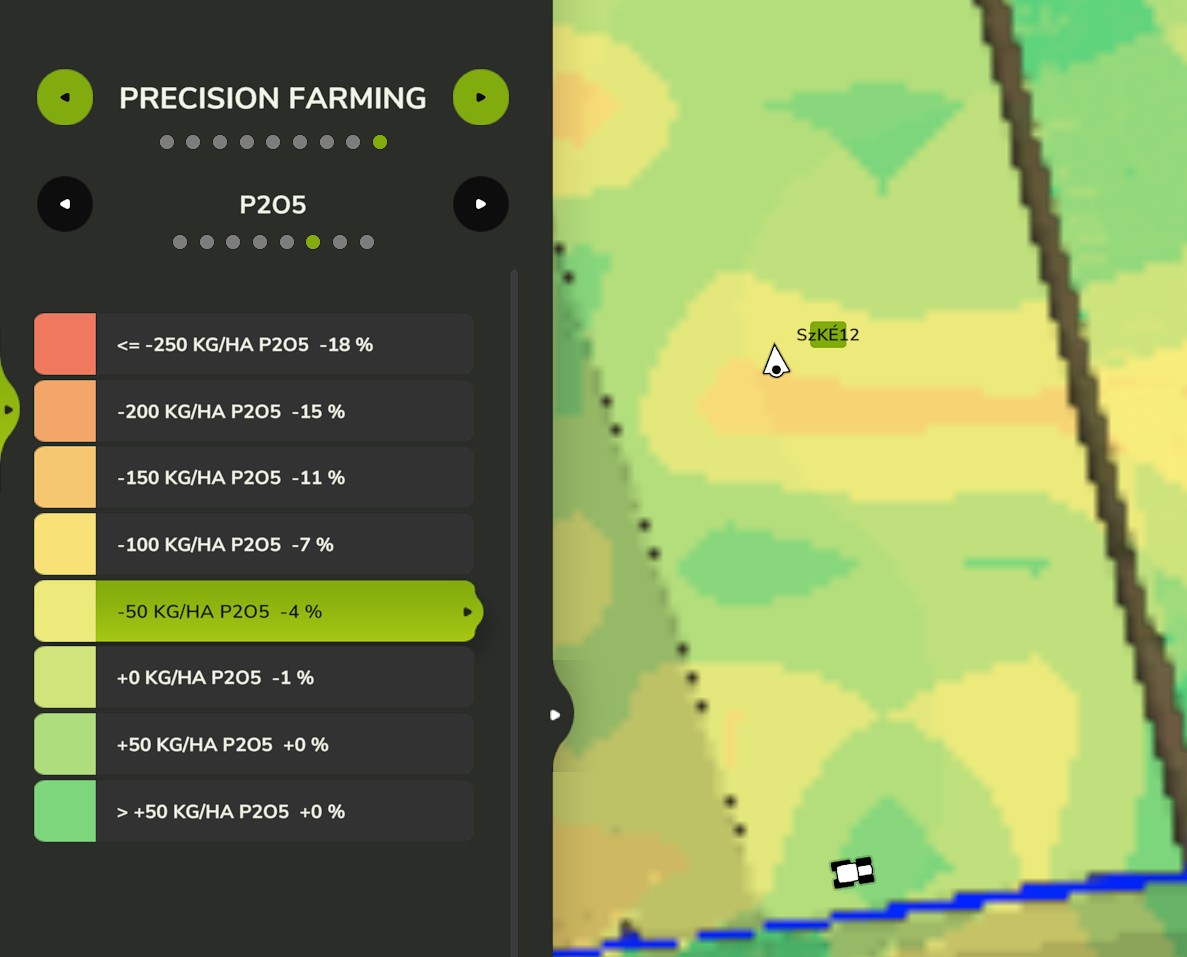 PRECISION FARMING
P2O5
<= -250 KG/HA P2O5 -18 %
-200 KG/HA P2O5 -15 %
-150 KG/HA P2O5 -11 %
-100 KG/HA P2O5 -7 %
-50 KG/HA P2O5 -4 %
+0 KG/HA P2O5 -1 %
+50 KG/HA P2O5 +0 %
> +50 KG/HA P2O5 +0 %
SzKÉ12